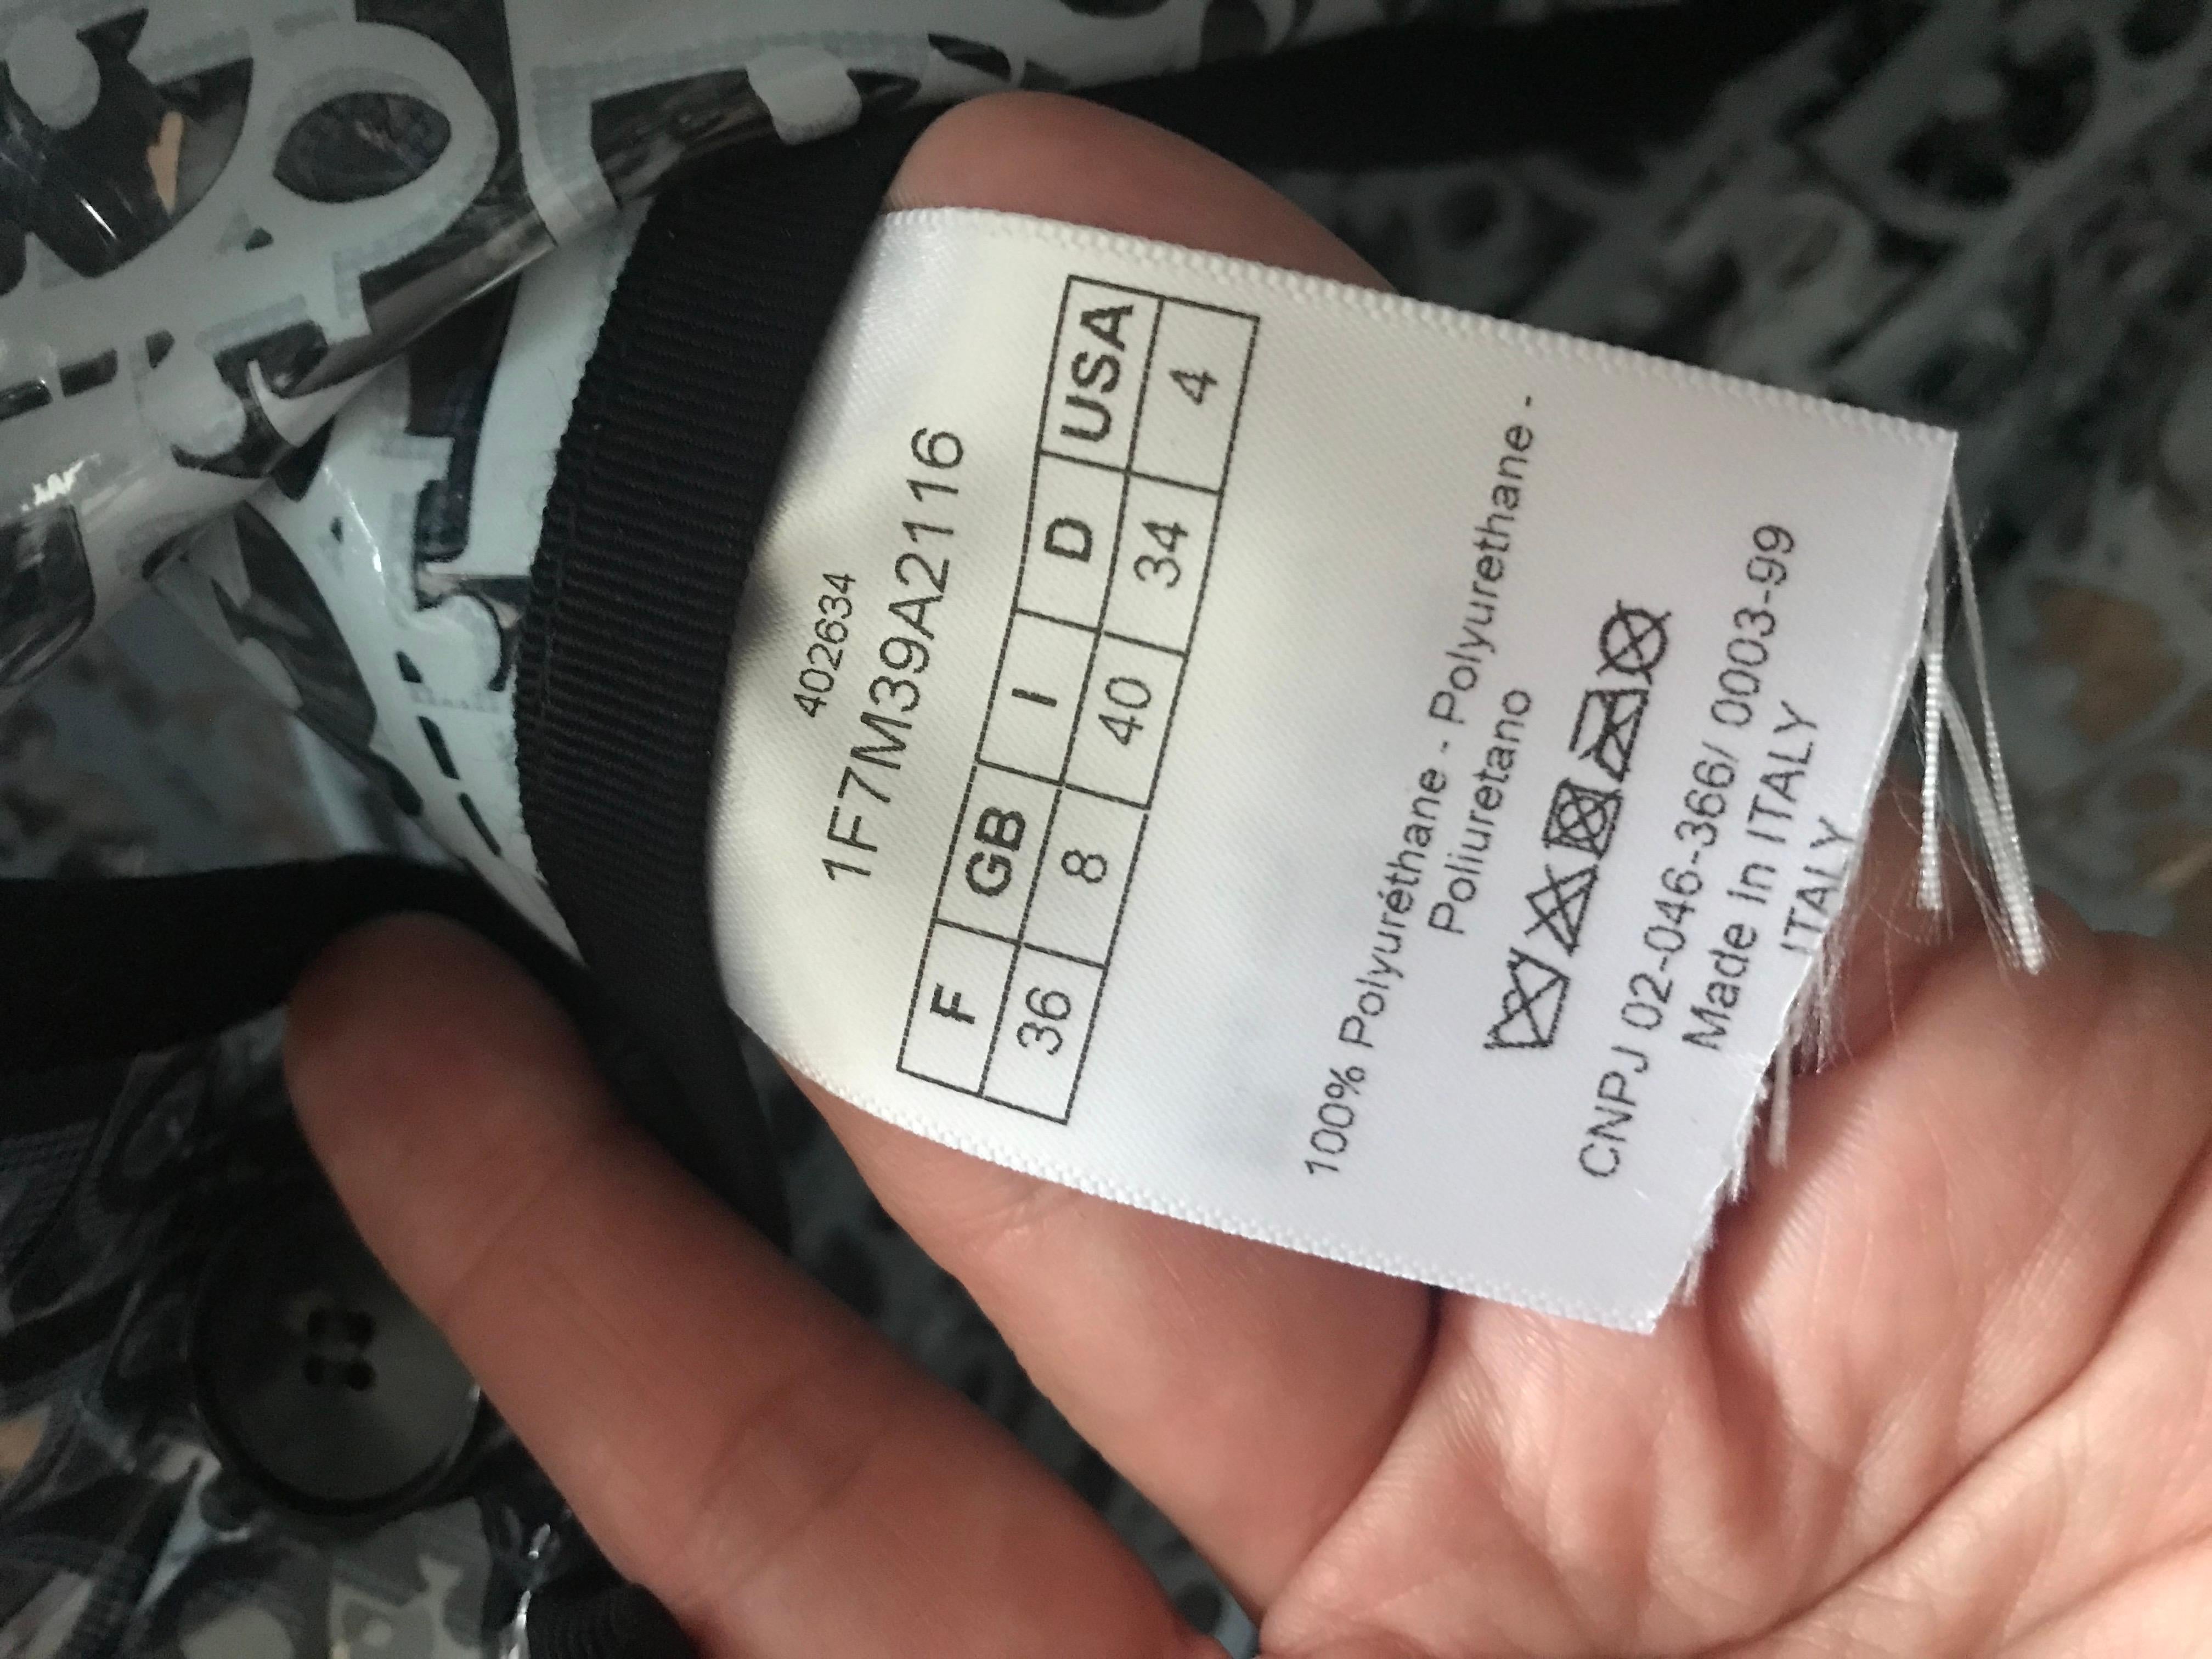 402634
1F7M39A2116
F GB I D USA
36 8 40 34 4
100% Polyuréthane - Polyurethane -
Poliuretano
CNPJ 02-046-366/ 0003-99
Made in ITALY
ITALY